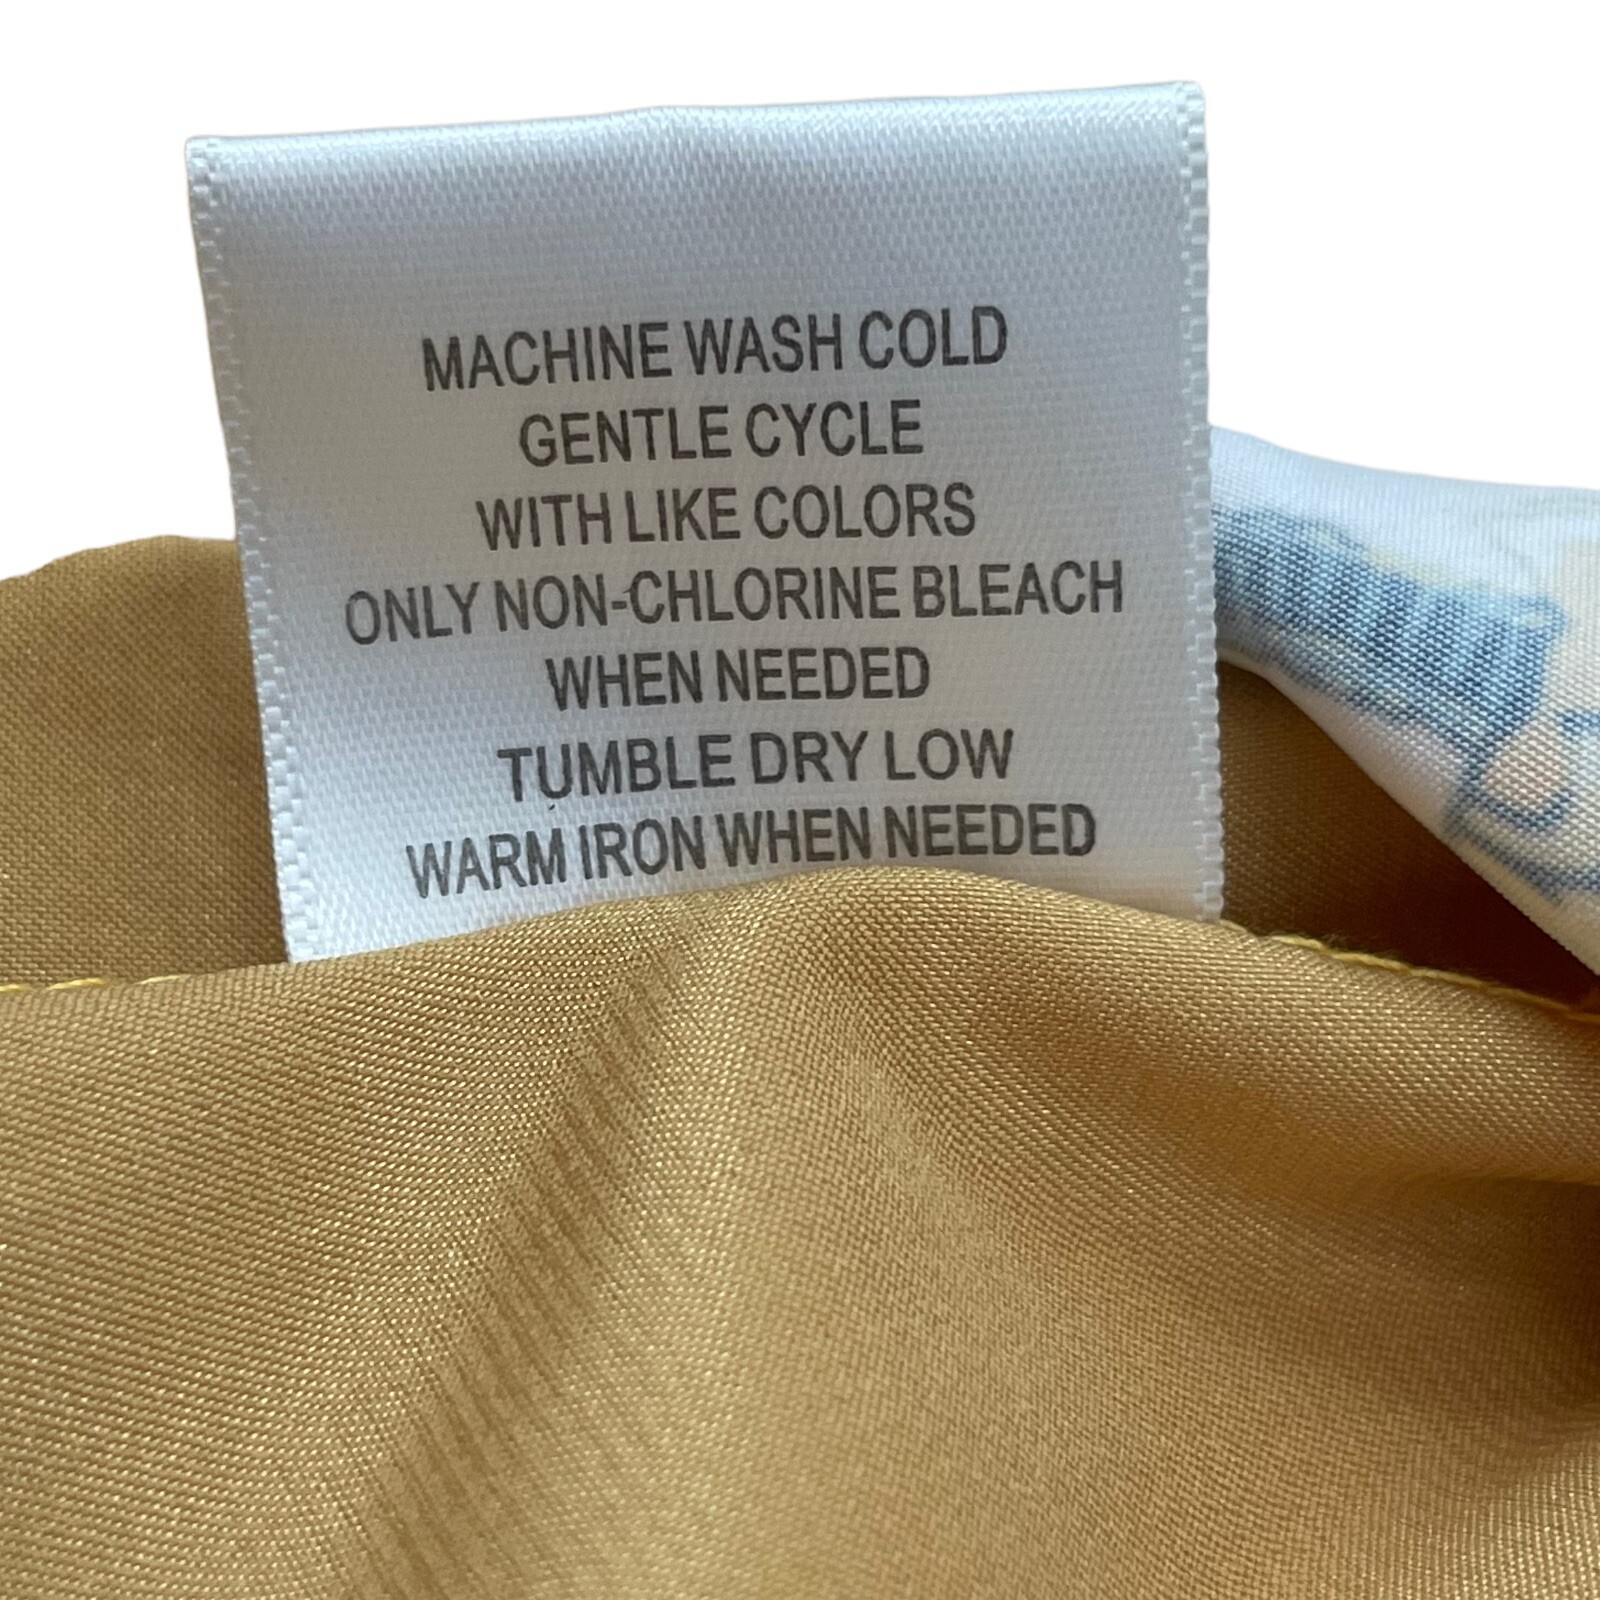 MACHINE WASH COLD
GENTLE CYCLE
WITH LIKE COLORS
ONLY NON-CHLORINE BLEACH
WHEN NEEDED
TUMBLE DRY LOW
WARM IRON WHEN NEEDED